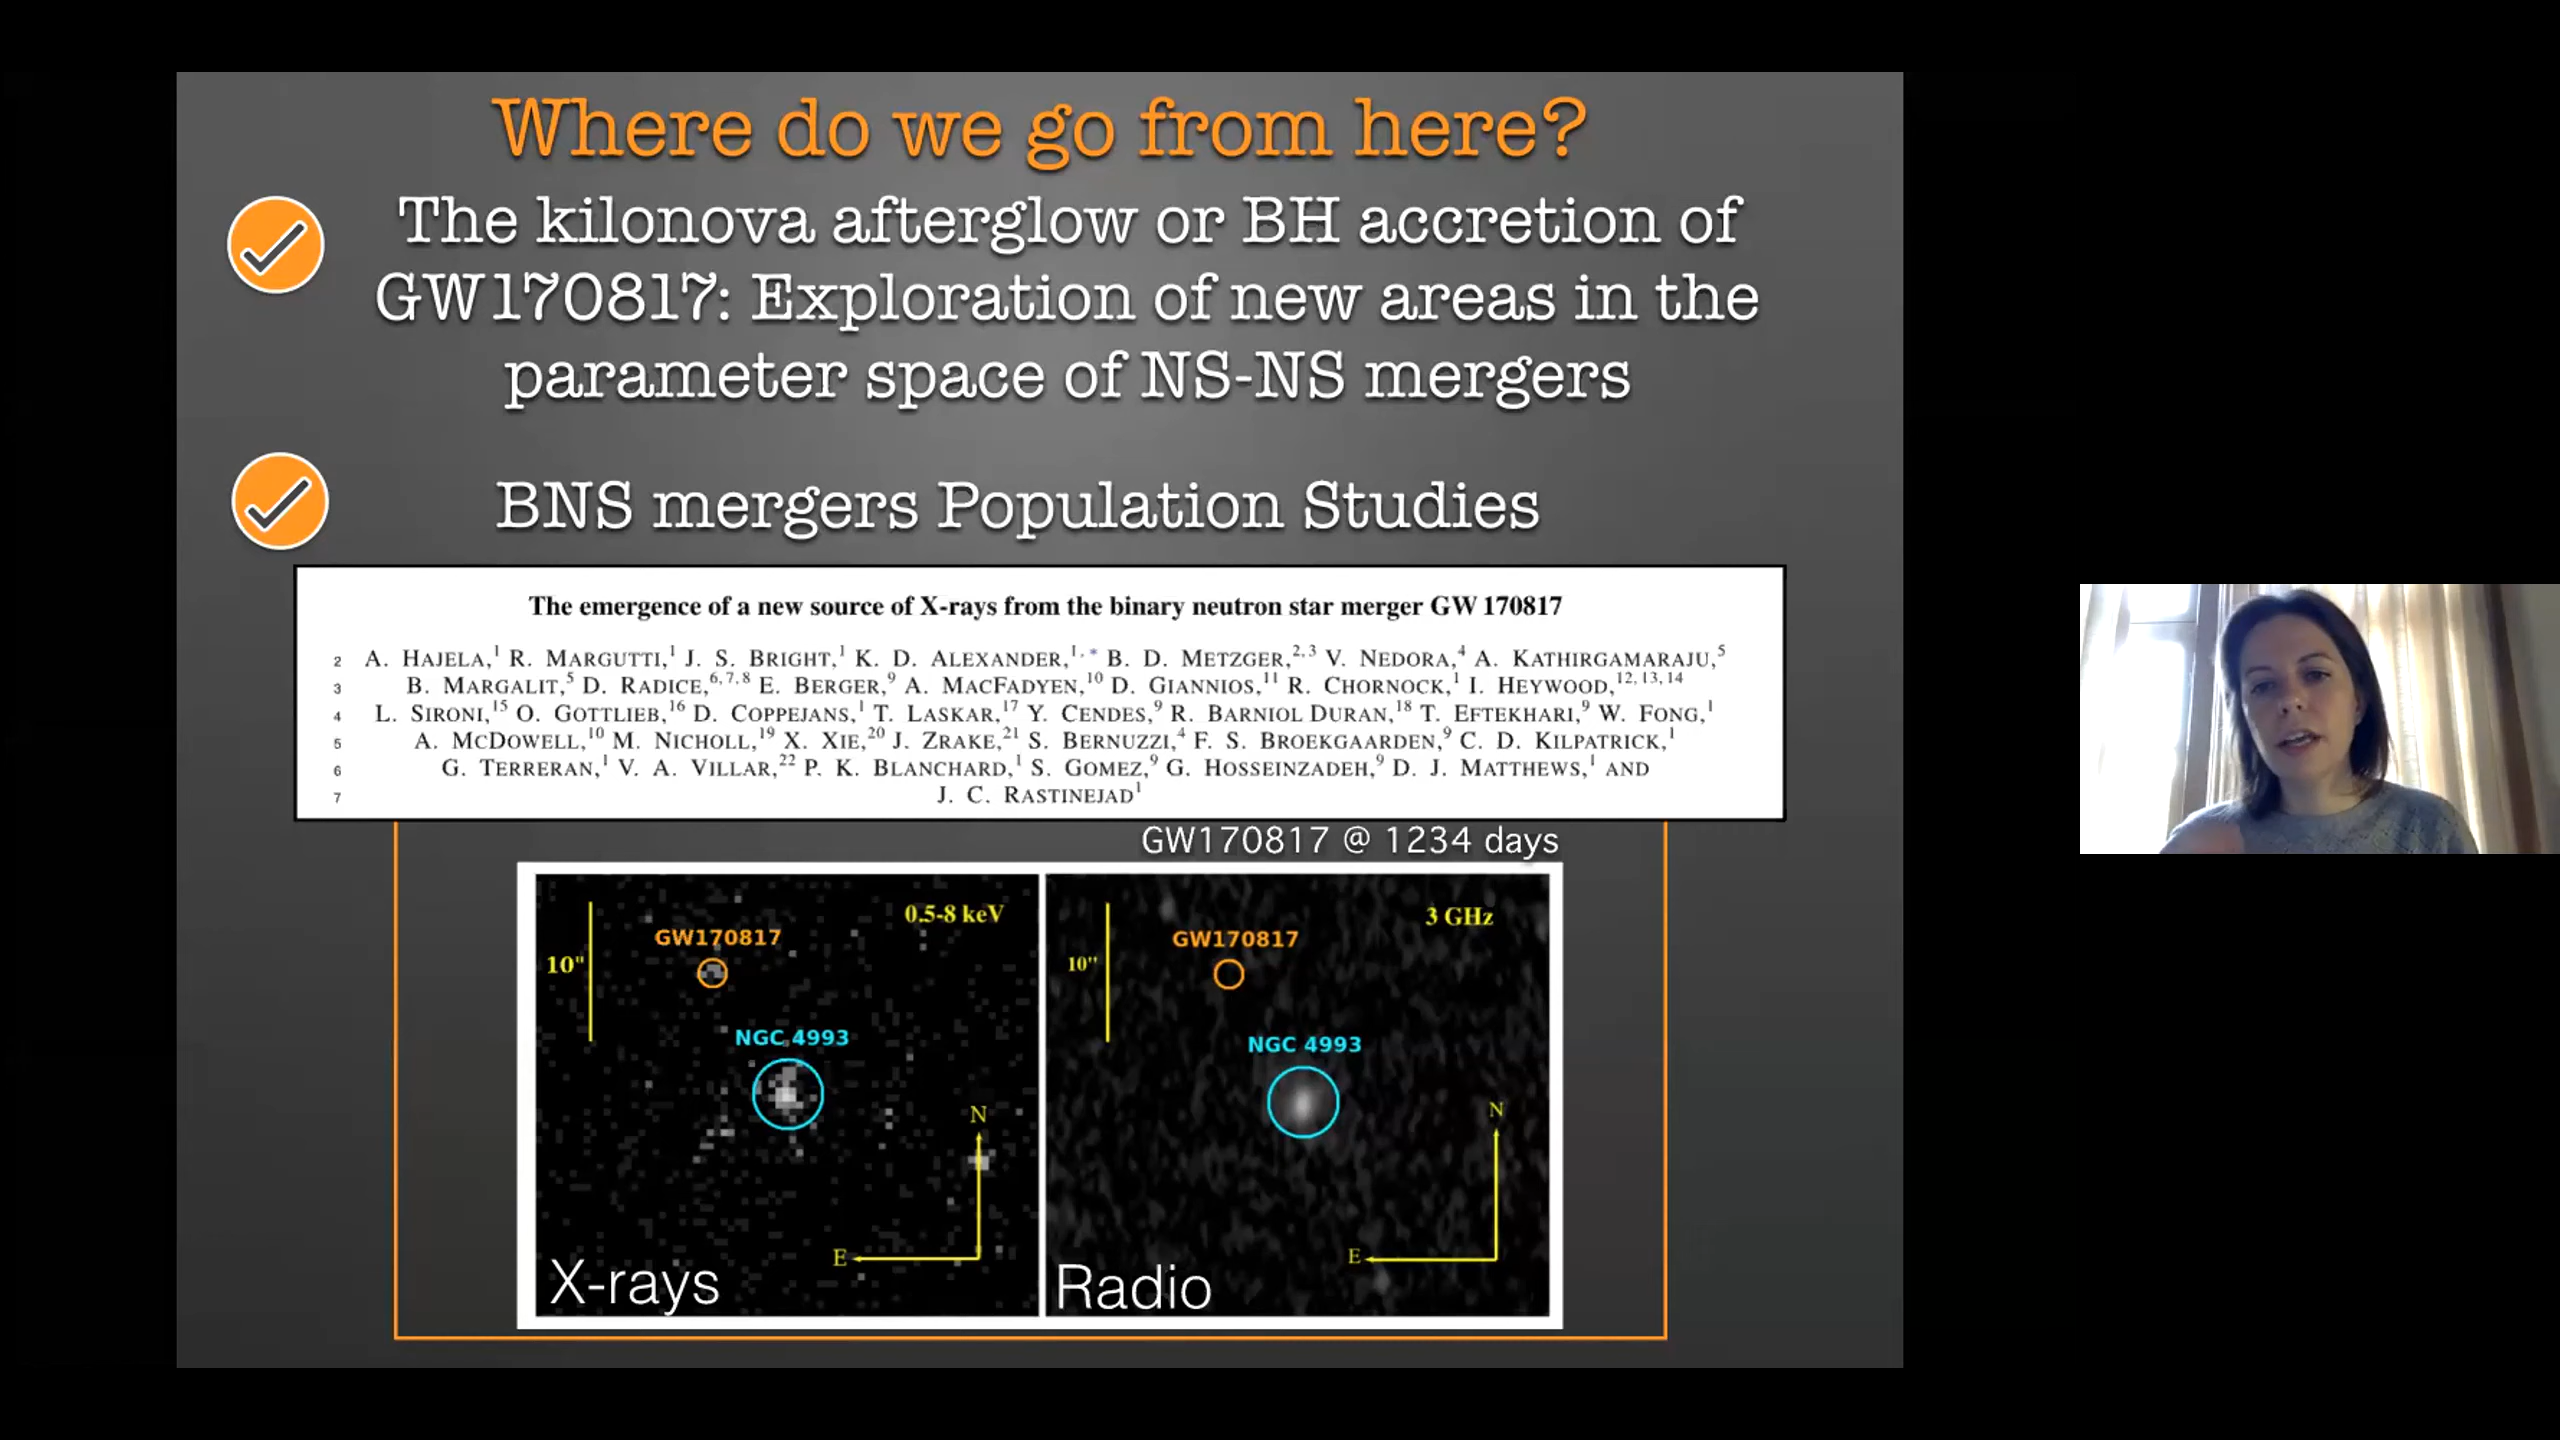 Where do we go from here?
The kilonova afterglow or BH accretion of
GW170817: Exploration of new areas in the
parameter space of NS-NS mergers
BNS mergers Population Studies
The emergence of a new source of X-rays from the binary neutron star merger GW 170817
2 A. HAJELA,¹ R. MARGUTTI,¹ J. S. BRIGHT,¹ K. D. ALEXANDER,¹,* B. D. METZGER,²,³ V. NEDORA,⁴ A. KATHIRGAMARAJU,⁵
3 B. MARGALIT,⁵ D. RADICE,⁶,⁷,⁸ E. BERGER,⁹ A. MACFADYEN,¹⁰ D. GIANNIOS,¹¹ R. CHORNOCK,¹ I. HEYWOOD,¹²,¹³,¹⁴
4 L. SIRONI,¹⁵ O. GOTTLIEB,¹⁶ D. COPPEJANS,¹ T. LASKAR,¹⁷ Y. CENDES,⁹ R. BARNIOL DURAN,¹⁸ T. EFTEKHARI,⁹ W. FONG,¹
5 A. MCDOWELL,¹⁰ M. NICHOLL,¹⁹ X. XIE,²⁰ J. ZRAKE,²¹ S. BERNUZZI,⁴ F. S. BROEKGAARDEN,⁹ C. D. KILPATRICK,¹
6 G. TERRERAN,¹ V. A. VILLAR,²² P. K. BLANCHARD,¹ S. GOMEZ,⁹ G. HOSSEINZADEH,⁹ D. J. MATTHEWS,¹ AND
7 J. C. RASTINEJAD¹
GW170817 @ 1234 days
0.5-8 keV
GW170817
10"
NGC 4993
N
E
X-rays
3 GHz
GW170817
10"
NGC 4993
N
E
Radio